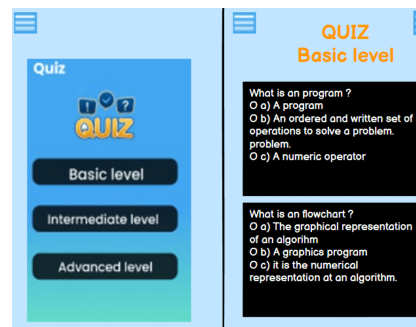 Quiz
! ?
QUIZ
Basic level
Intermediate level
Advanced level
QUIZ
Basic level
What is an program ?
O a) A program
O b) An ordered and written set of
operations to solve a problem.
problem.
O c) A numeric operator
What is an flowchart ?
O a) The graphical representation
of an algorihm
O b) A graphics program
O c) it is the numerical
representation at an algorithm.